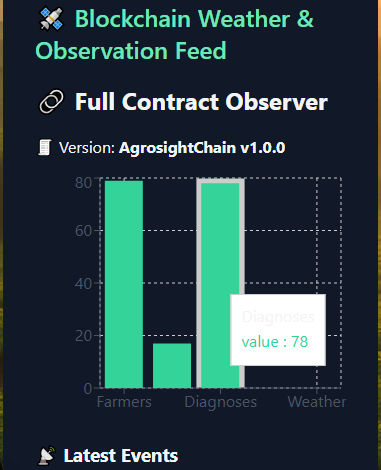 Blockchain Weather &
Observation Feed
Full Contract Observer
Version: AgrosightChain v1.0.0
80
60
40
20
0
Diagnoses
value : 78
Farmers Diagnoses Weather
Latest Events